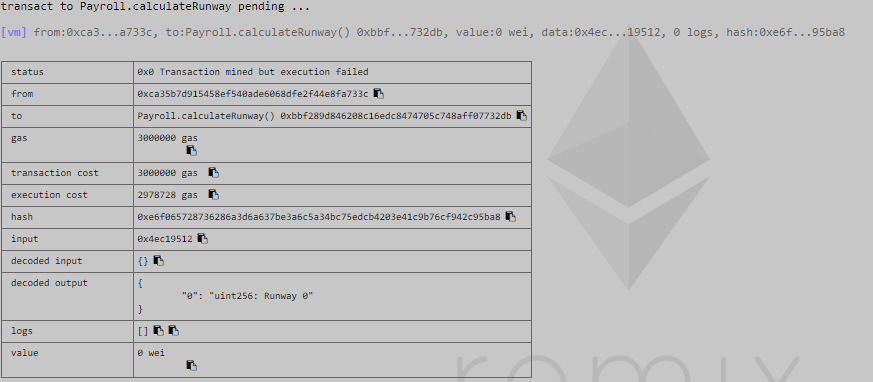 transact to Payroll.calculateRunway pending ...
[vm] from:0xca3...a733c, to:Payroll.calculateRunway() 0xbbf...732db, value:0 wei, data:0x4ec...19512, 0 logs, hash:0xe6f...95ba8
status 0x0 Transaction mined but execution failed
from 0xca35b7d915458ef540ade6068dfe2f44e8fa733c
to Payroll.calculateRunway() 0xbbf289d846208c16edc8474705c748aff07732db
gas 3000000 gas
transaction cost 3000000 gas
execution cost 2978728 gas
hash 0xe6f065728736286a3d6a637be3a6c5a34bc75edcb4203e41c9b76cf942c95ba8
input 0x4ec19512
decoded input {}
decoded output {
"0": "uint256: Runway 0"
}
logs []
value 0 wei
remix